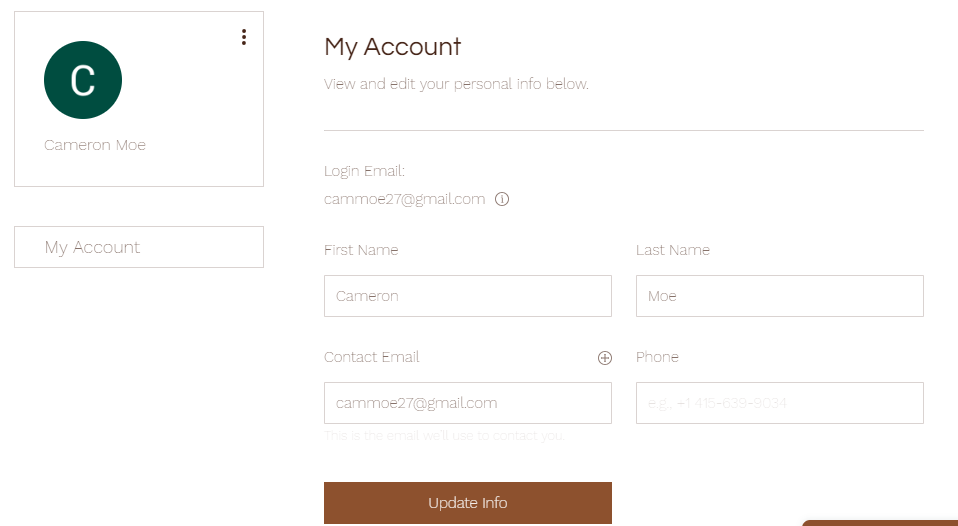 C
Cameron Moe
My Account
My Account
View and edit your personal info below.
Login Email:
cammoe27@gmail.com
First Name
Last Name
Cameron
Moe
Contact Email
Phone
cammoe27@gmail.com
e.g., +1 415-639-9034
This is the email we'll use to contact you.
Update Info